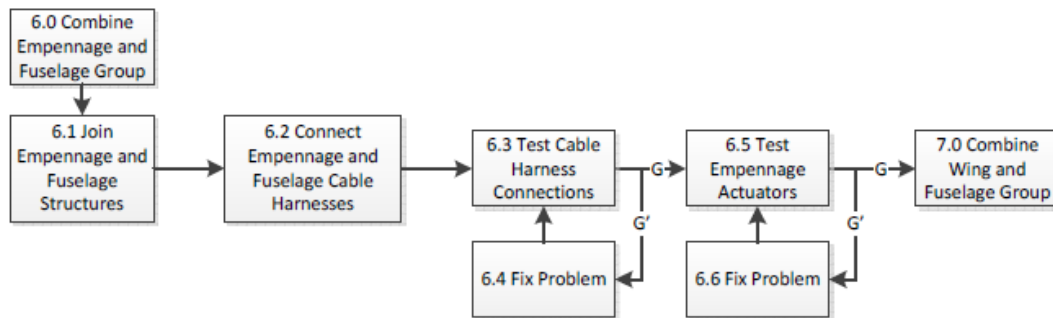 6.0 Combine
Empennage and
Fuselage Group
6.1 Join
Empennage and
Fuselage
Structures
6.2 Connect
Empennage and
Fuselage Cable
Harnesses
6.3 Test Cable
Harness
Connections
G
G'
6.4 Fix Problem
6.5 Test
Empennage
Actuators
G
G'
6.6 Fix Problem
7.0 Combine
Wing and
Fuselage Group